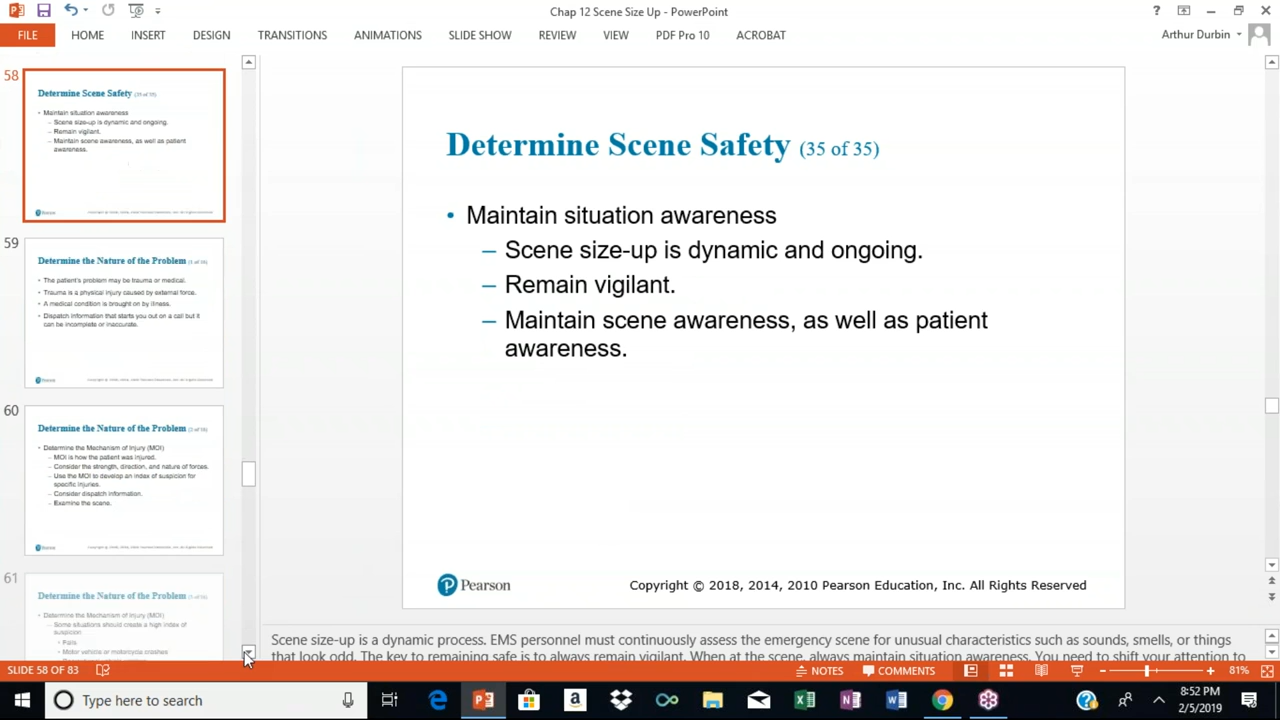 Chap 12 Scene Size Up - PowerPoint
?
FILE HOME INSERT DESIGN TRANSITIONS ANIMATIONS SLIDE SHOW REVIEW VIEW PDF Pro 10 ACROBAT
Arthur Durbin
58
Determine Scene Safety (35 of 35)
• Maintain situation awareness
– Scene size-up is dynamic and ongoing.
– Remain vigilant.
– Maintain scene awareness, as well as patient
awareness.
59
Determine the Nature of the Problem
• The patient's problem may be trauma or medical.
• Trauma is a physical injury caused by external force.
• A medical condition is brought on by illness.
• Dispatch information that starts you out on a call but it
can be incomplete or inaccurate.
60
Determine the Nature of the Problem
• Determine the Mechanism of Injury (MOI)
– MOI is how the patient was injured.
– Consider the strength, direction, and nature of forces.
– Use the MOI to develop an index of suspicion for
specific injuries.
– Consider dispatch information.
– Examine the scene.
61
Determine the Nature of the Problem
• Determine the Mechanism of Injury (MOI)
– Some situations should create a high index of
suspicion
• Falls
• Motor vehicle or motorcycle crashes
Determine Scene Safety (35 of 35)
• Maintain situation awareness
– Scene size-up is dynamic and ongoing.
– Remain vigilant.
– Maintain scene awareness, as well as patient
awareness.
Pearson
Copyright © 2018, 2014, 2010 Pearson Education, Inc. All Rights Reserved
Scene size-up is a dynamic process. EMS personnel must continuously assess the emergency scene for unusual characteristics such as sounds, smells, or things
that look odd. The key to remaining safe is to always remain vigilant. When at the scene, always maintain situation awareness. You need to shift your attention to
SLIDE 58 OF 83
NOTES COMMENTS
81%
Type here to search
8:52 PM
2/5/2019